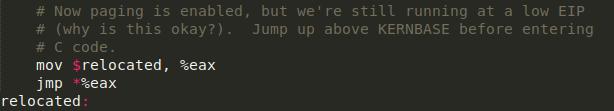 # Now paging is enabled, but we're still running at a low EIP
# (why is this okay?).  Jump up above KERNBASE before entering
# C code.
mov $relocated, %eax
jmp *%eax
relocated: